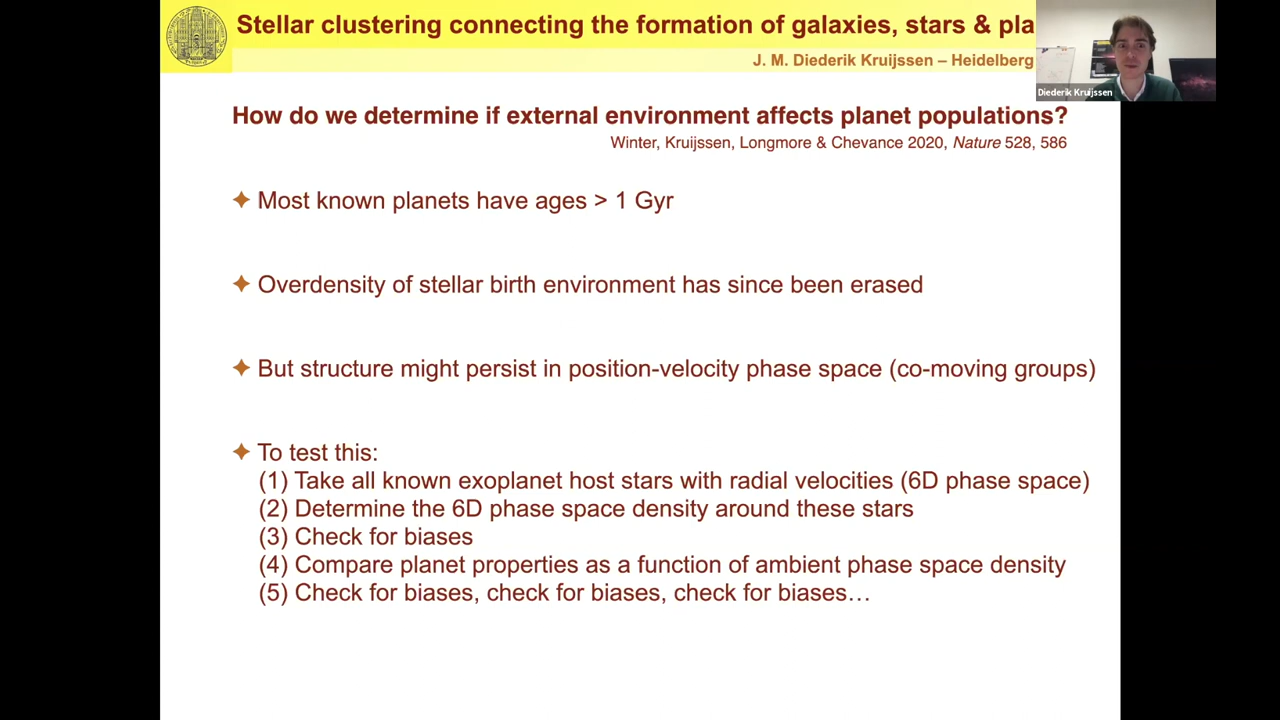 Stellar clustering connecting the formation of galaxies, stars & pla
J. M. Diederik Kruijssen – Heidelberg
Diederik Kruijssen
How do we determine if external environment affects planet populations?
Winter, Kruijssen, Longmore & Chevance 2020, Nature 528, 586
✦ Most known planets have ages > 1 Gyr
✦ Overdensity of stellar birth environment has since been erased
✦ But structure might persist in position-velocity phase space (co-moving groups)
✦ To test this:
(1) Take all known exoplanet host stars with radial velocities (6D phase space)
(2) Determine the 6D phase space density around these stars
(3) Check for biases
(4) Compare planet properties as a function of ambient phase space density
(5) Check for biases, check for biases, check for biases…